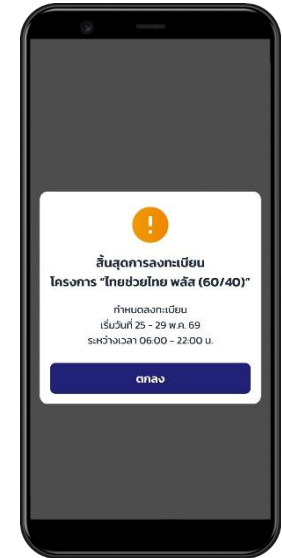 !
สิ้นสุดการลงทะเบียน
โครงการ “ไทยช่วยไทย พลัส (60/40)”
กำหนดลงทะเบียน
เริ่มวันที่ 25 - 29 พ.ค. 69
ระหว่างเวลา 06:00 - 22:00 น.
ตกลง